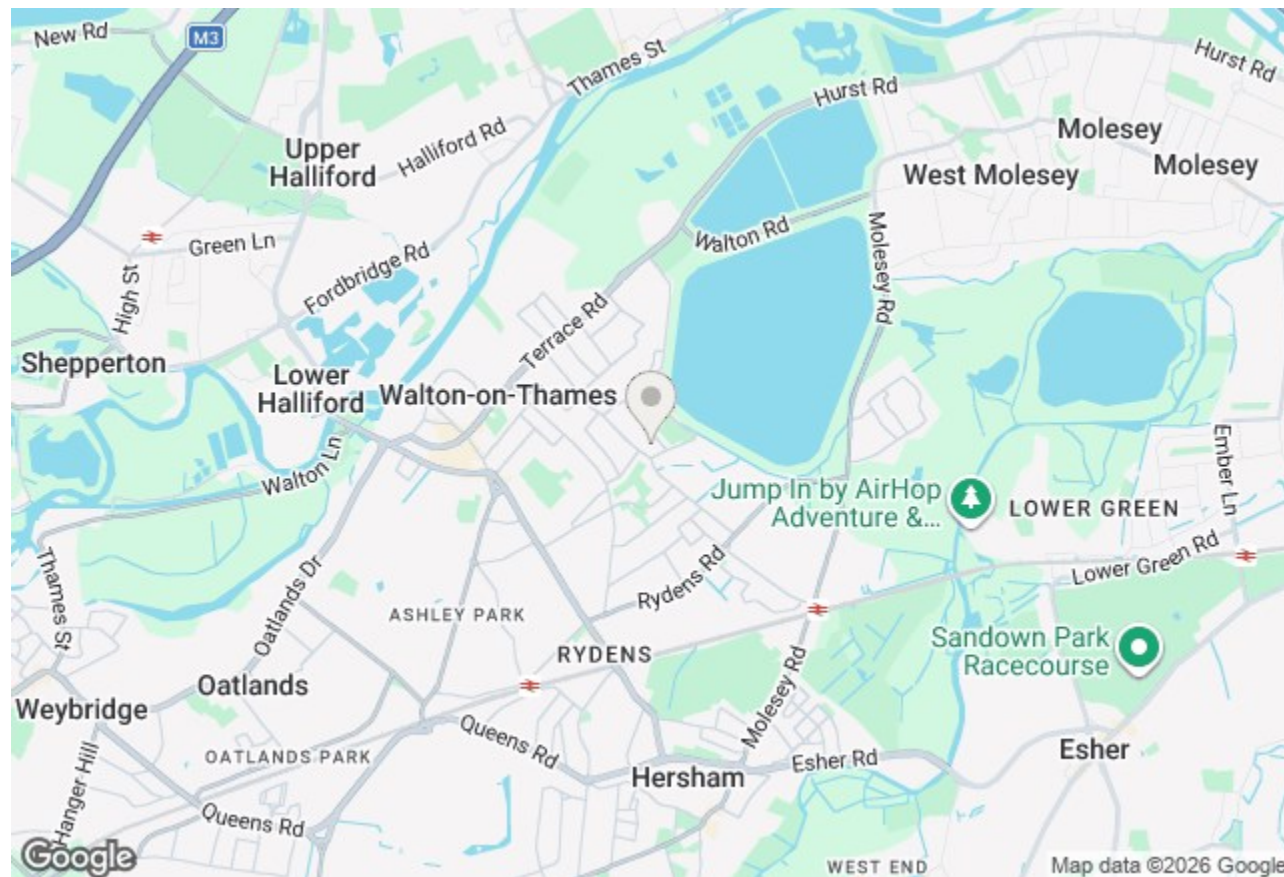 New Rd
M3
Thames St
Hurst Rd
Hurst Rd
Upper
Halliford
Halliford Rd
Molesey
Molesey
West Molesey
Green Ln
Walton Rd
Molesey Rd
High St
Fordbridge Rd
Terrace Rd
Shepperton
Lower
Halliford
Walton-on-Thames
Walton Ln
Ember Ln
Jump In by AirHop
Adventure &...
LOWER GREEN
Thames St
Oatlands Dr
Rydens Rd
Lower Green Rd
ASHLEY PARK
RYDENS
Sandown Park
Racecourse
Oatlands
Weybridge
Molesey Rd
Queens Rd
OATLANDS PARK
Esher Rd
Esher
Hersham
Hanger Hill
Queens Rd
WEST END
Google
Map data ©2026 Google